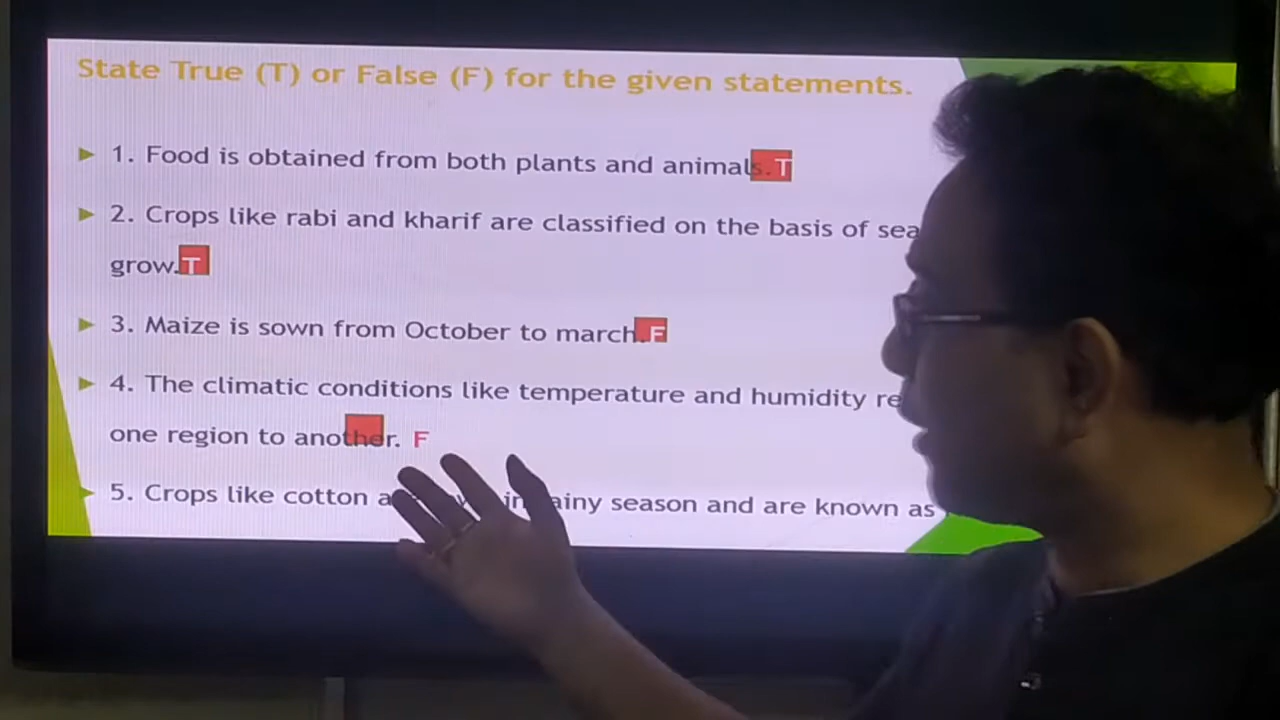 State True (T) or False (F) for the given statements.
1. Food is obtained from both plants and animals. T
2. Crops like rabi and kharif are classified on the basis of
grow. T
3. Maize is sown from October to march. F
4. The climatic conditions like temperature and humidity
one region to another. F
5. Crops like cotton rainy season and are known as